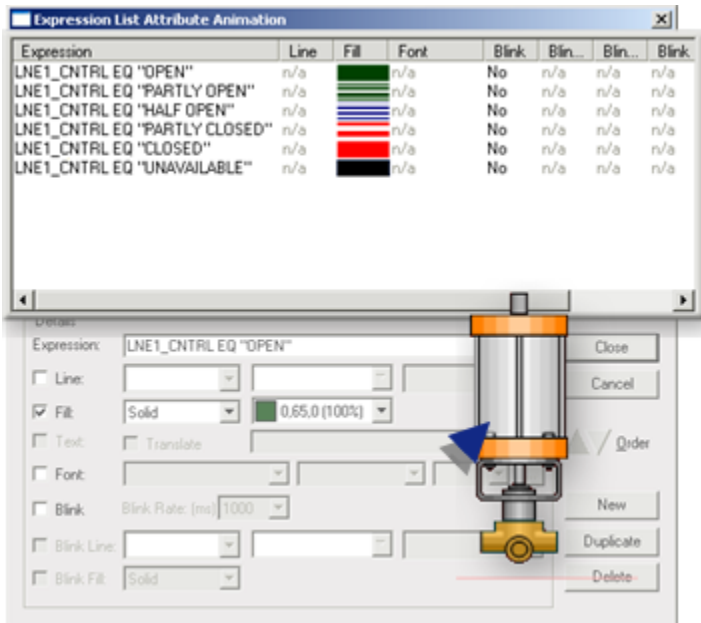 Expression List Attribute Animation
Expression Line Fill Font Blink Blin... Blin... Blink
LNE1_CNTRL EQ "OPEN" n/a n/a No n/a n/a n/a
LNE1_CNTRL EQ "PARTLY OPEN" n/a n/a No n/a n/a n/a
LNE1_CNTRL EQ "HALF OPEN" n/a n/a No n/a n/a n/a
LNE1_CNTRL EQ "PARTLY CLOSED" n/a n/a No n/a n/a n/a
LNE1_CNTRL EQ "CLOSED" n/a n/a No n/a n/a n/a
LNE1_CNTRL EQ "UNAVAILABLE" n/a n/a No n/a n/a n/a
Details
Expression: LNE1_CNTRL EQ "OPEN" Close
Line: Cancel
Fill: Solid 0,65,0 (100%)
Text: Translate Order
Font:
Blink Blink Rate: (ms) 1000 New
Blink Line: Duplicate
Blink Fill: Solid Delete